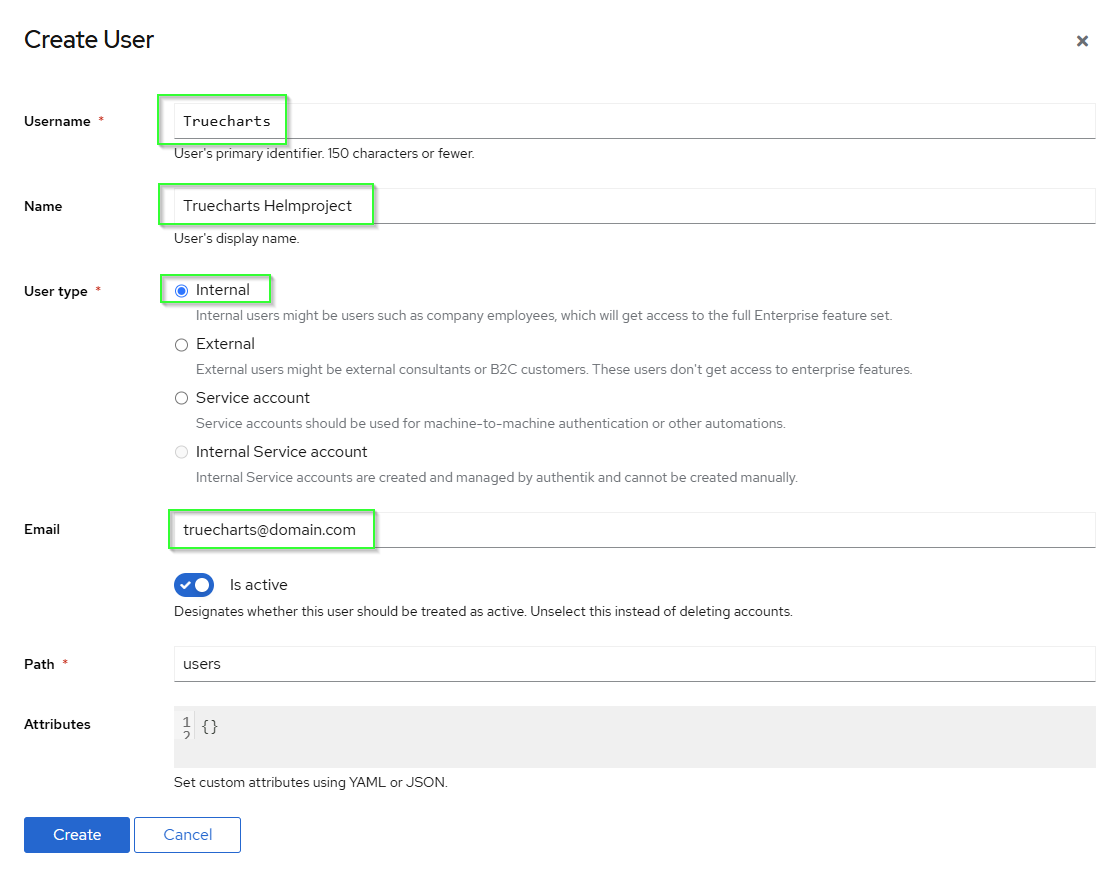 Create User
×
Username *
Truecharts
User's primary identifier. 150 characters or fewer.
Name
Truecharts Helmproject
User's display name.
User type *
Internal
Internal users might be users such as company employees, which will get access to the full Enterprise feature set.
External
External users might be external consultants or B2C customers. These users don't get access to enterprise features.
Service account
Service accounts should be used for machine-to-machine authentication or other automations.
Internal Service account
Internal Service accounts are created and managed by authentik and cannot be created manually.
Email
truecharts@domain.com
Is active
Designates whether this user should be treated as active. Unselect this instead of deleting accounts.
Path *
users
Attributes
1 {}
2
Set custom attributes using YAML or JSON.
Create Cancel